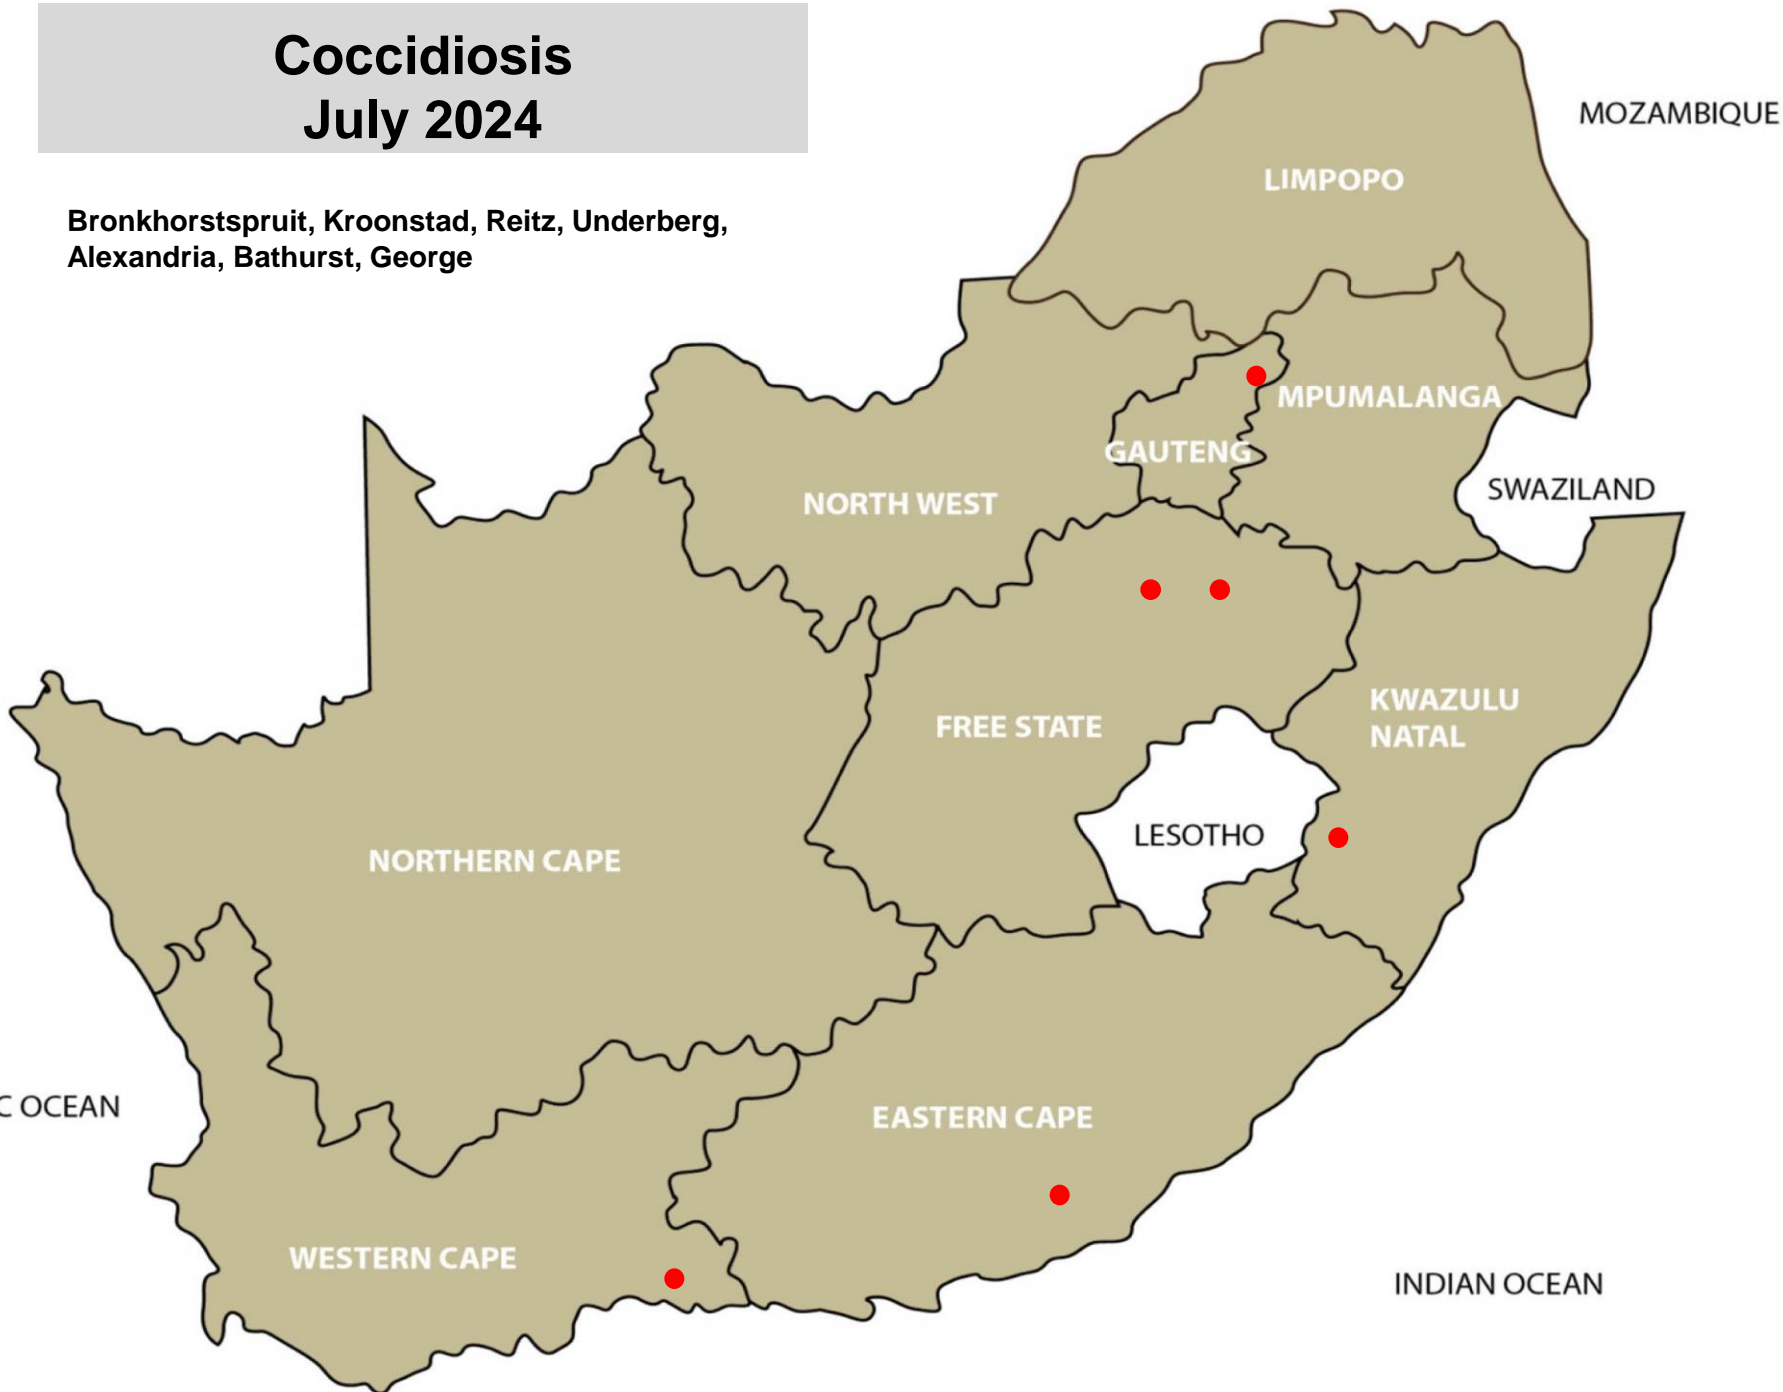 Coccidiosis
July 2024
MOZAMBIQUE
LIMPOPO
Bronkhorstspruit, Kroonstad, Reitz, Underberg,
Alexandria, Bathurst, George
MPUMALANGA
GAUTENG
SWAZILAND
NORTH WEST
KWAZULU
NATAL
FREE STATE
LESOTHO
NORTHERN CAPE
C OCEAN
EASTERN CAPE
WESTERN CAPE
INDIAN OCEAN